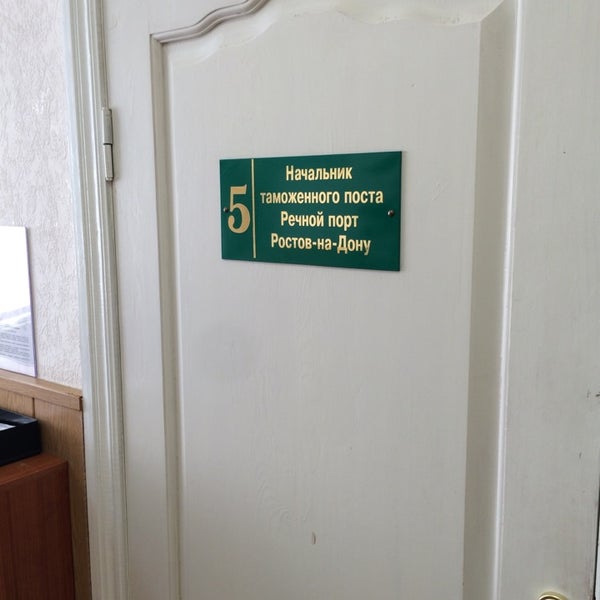 5
Начальник
таможенного поста
Речной порт
Ростов-на-Дону